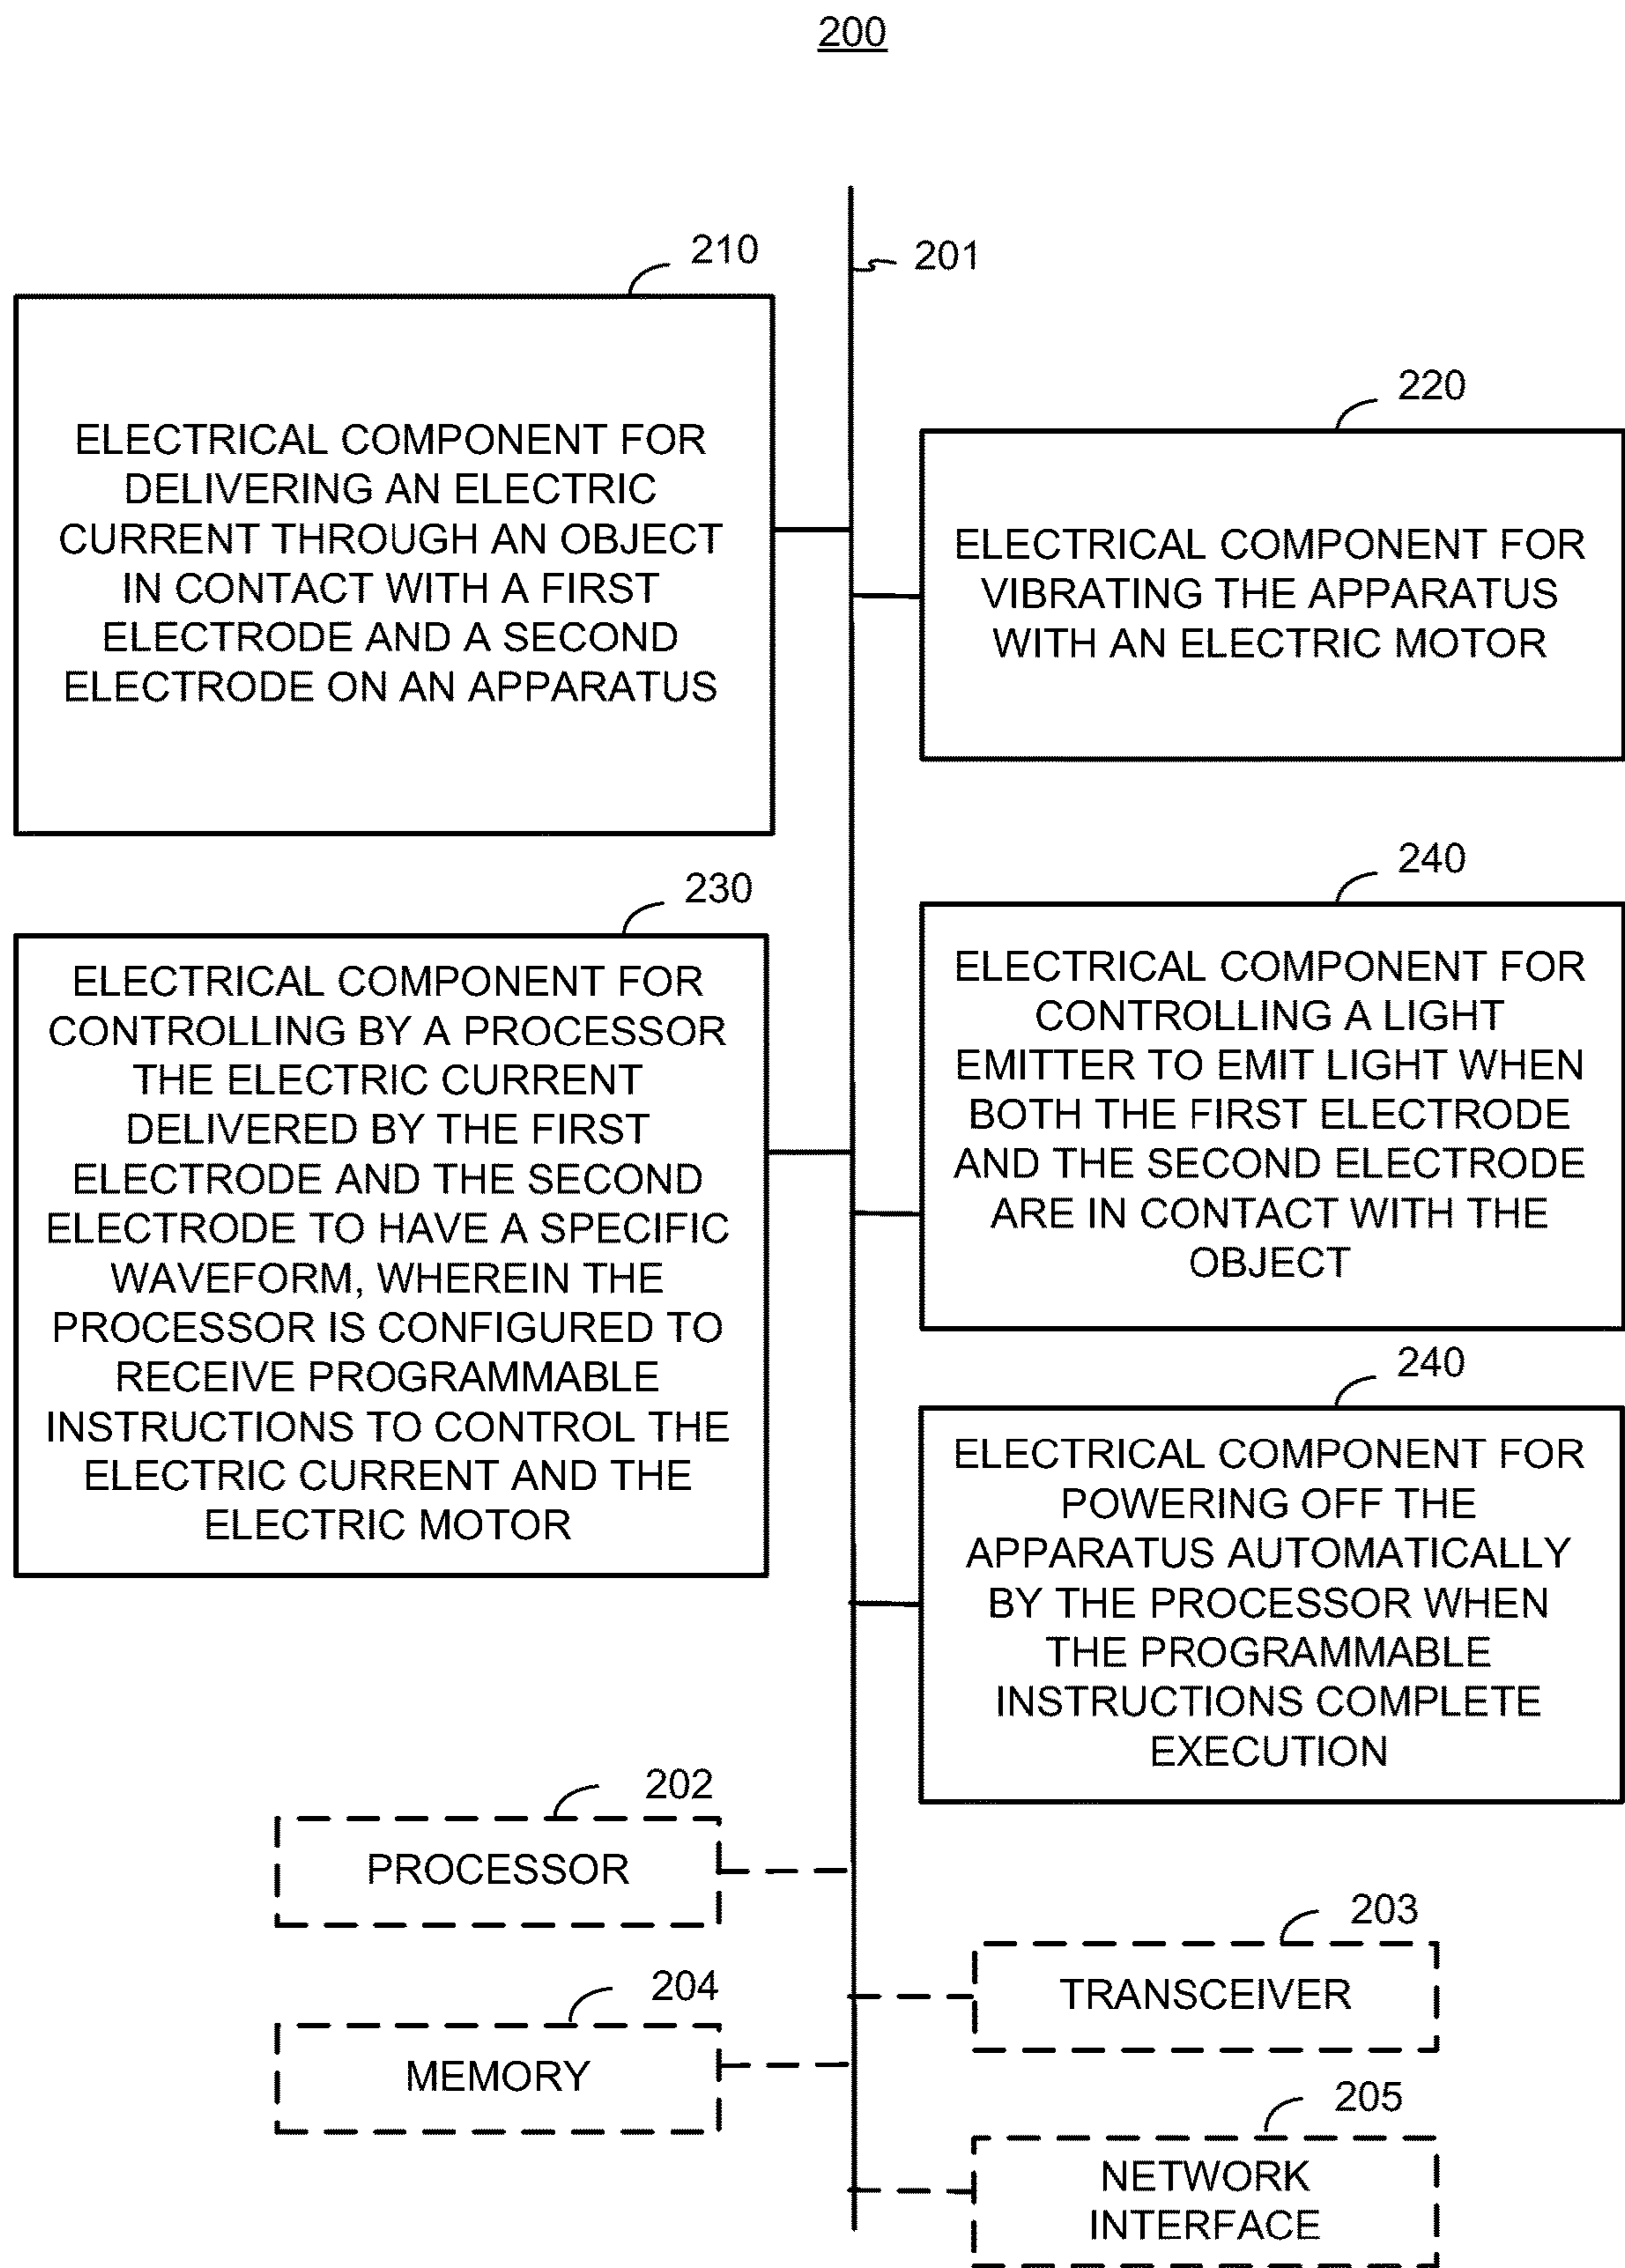 200
201
210
ELECTRICAL COMPONENT FOR
DELIVERING AN ELECTRIC
CURRENT THROUGH AN OBJECT
IN CONTACT WITH A FIRST
ELECTRODE AND A SECOND
ELECTRODE ON AN APPARATUS
220
ELECTRICAL COMPONENT FOR
VIBRATING THE APPARATUS
WITH AN ELECTRIC MOTOR
230
ELECTRICAL COMPONENT FOR
CONTROLLING BY A PROCESSOR
THE ELECTRIC CURRENT
DELIVERED BY THE FIRST
ELECTRODE AND THE SECOND
ELECTRODE TO HAVE A SPECIFIC
WAVEFORM, WHEREIN THE
PROCESSOR IS CONFIGURED TO
RECEIVE PROGRAMMABLE
INSTRUCTIONS TO CONTROL THE
ELECTRIC CURRENT AND THE
ELECTRIC MOTOR
240
ELECTRICAL COMPONENT FOR
CONTROLLING A LIGHT
EMITTER TO EMIT LIGHT WHEN
BOTH THE FIRST ELECTRODE
AND THE SECOND ELECTRODE
ARE IN CONTACT WITH THE
OBJECT
240
ELECTRICAL COMPONENT FOR
POWERING OFF THE
APPARATUS AUTOMATICALLY
BY THE PROCESSOR WHEN
THE PROGRAMMABLE
INSTRUCTIONS COMPLETE
EXECUTION
202
PROCESSOR
203
TRANSCEIVER
204
MEMORY
205
NETWORK
INTERFACE